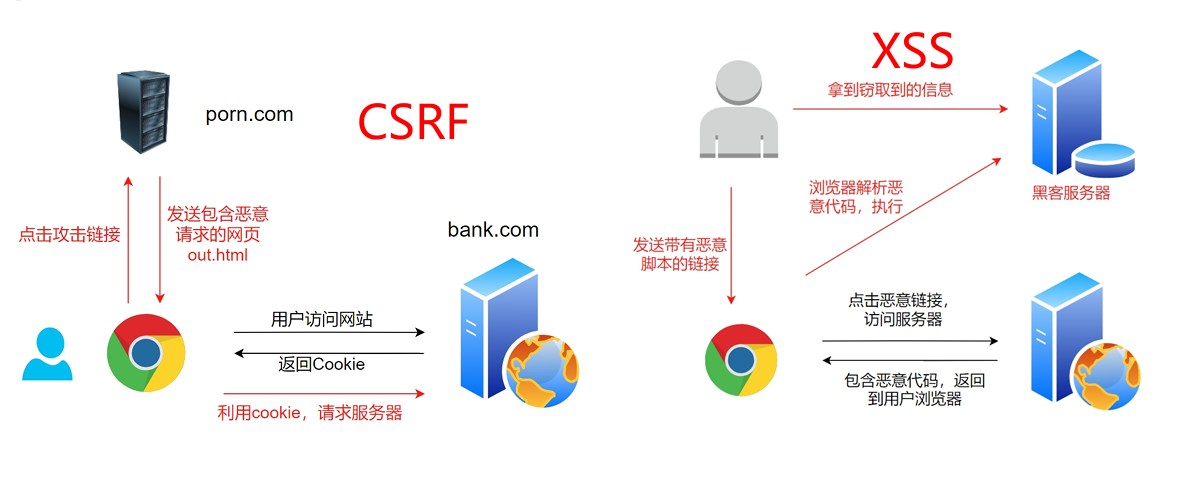 CSRF
porn.com
点击攻击链接
发送包含恶意
请求的网页
out.html
bank.com
用户访问网站
返回Cookie
利用cookie，请求服务器
XSS
拿到窃取到的信息
黑客服务器
浏览器解析恶
意代码，执行
发送带有恶意
脚本的链接
点击恶意链接，
访问服务器
包含恶意代码，返回
到用户浏览器